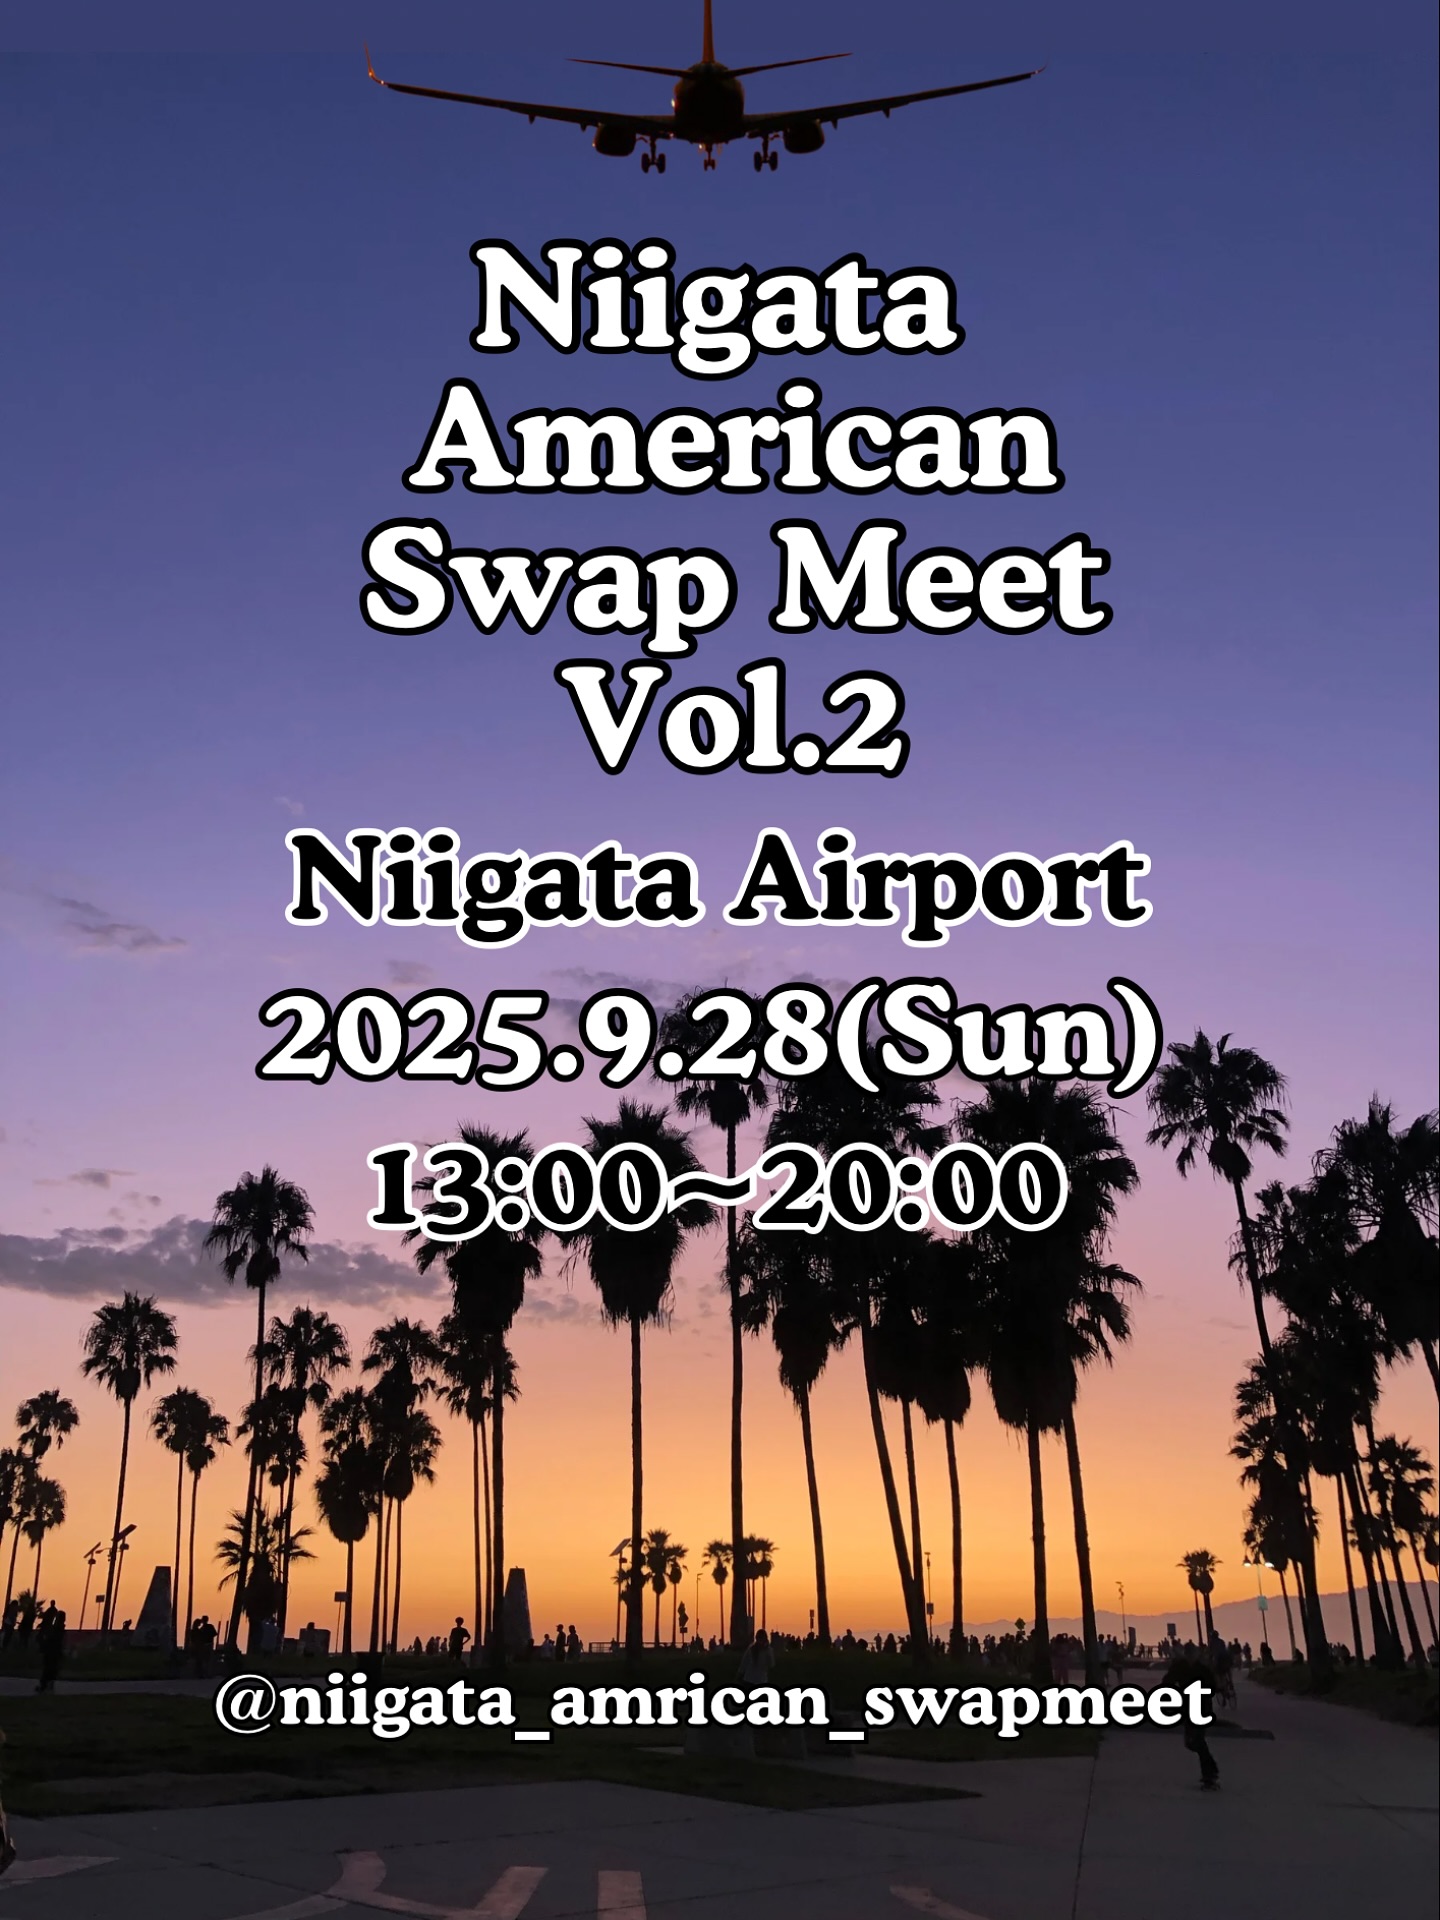 Niigata
American
Swap Meet
Vol.2
Niigata Airport
2025.9.28(Sun)
13:00~20:00
@niigata_amrican_swapmeet